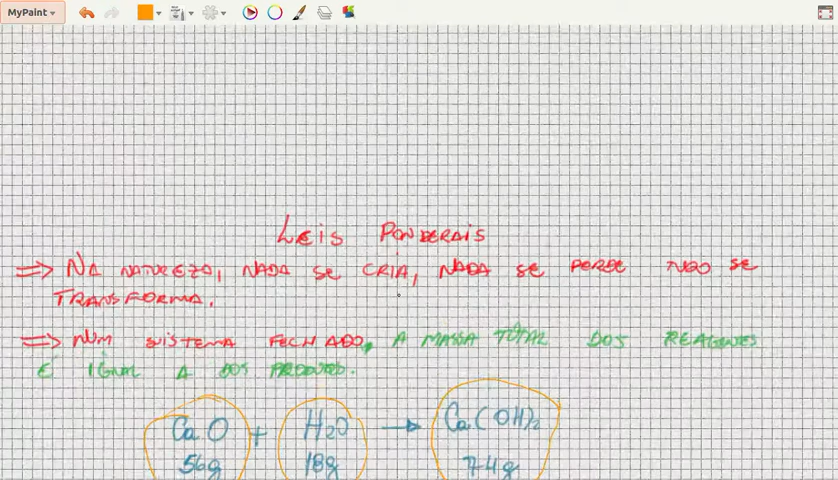 MyPaint
Leis Ponderais
⇒ NA NATUREZA, NADA SE CRIA, NADA SE PERDE TUDO SE
TRANSFORMA.
⇒ NUM SISTEMA FECHADO, A MASSA TOTAL DOS REAGENTES
É IGUAL A DOS PRODUTOS.
CaO + H2O → Ca(OH)2
56g 18g 74g